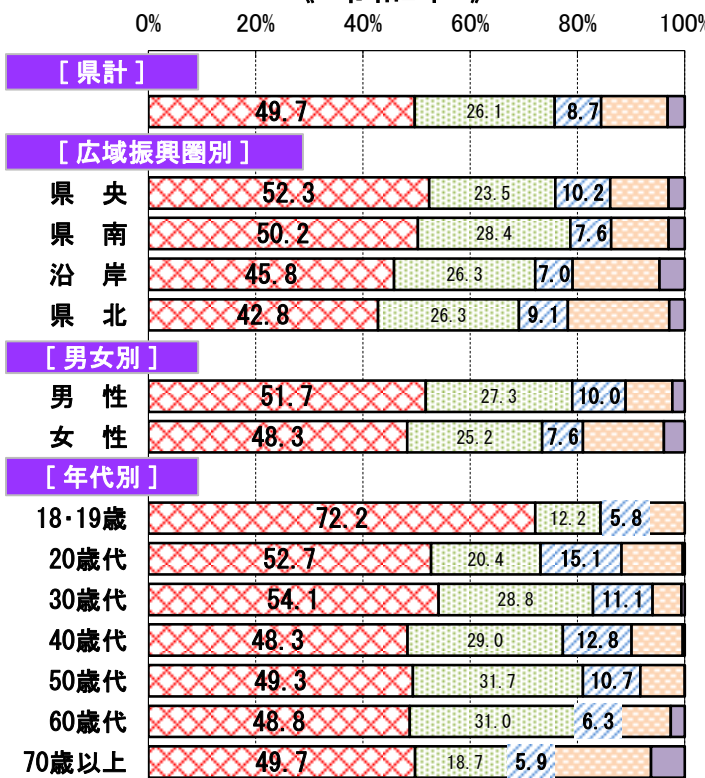 0% 20% 40% 60% 80% 100%
[ 県計 ]
49.7 26.1 8.7
[ 広域振興圏別 ]
県 央 52.3 23.5 10.2
県 南 50.2 28.4 7.6
沿 岸 45.8 26.3 7.0
県 北 42.8 26.3 9.1
[ 男女別 ]
男 性 51.7 27.3 10.0
女 性 48.3 25.2 7.6
[ 年代別 ]
18・19歳 72.2 12.2 5.8
20歳代 52.7 20.4 15.1
30歳代 54.1 28.8 11.1
40歳代 48.3 29.0 12.8
50歳代 49.3 31.7 10.7
60歳代 48.8 31.0 6.3
70歳以上 49.7 18.7 5.9